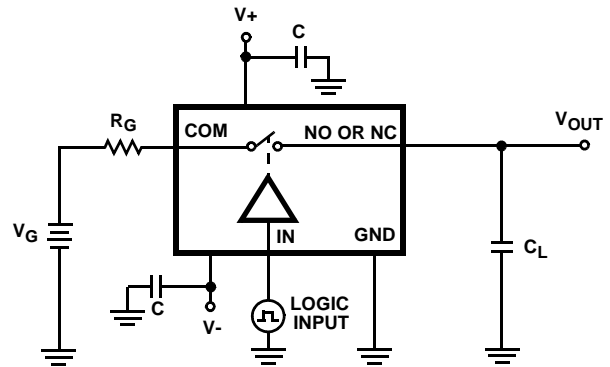 V+
C
RG
COM
NO OR NC
VOUT
VG
IN
GND
CL
C
V-
LOGIC
INPUT